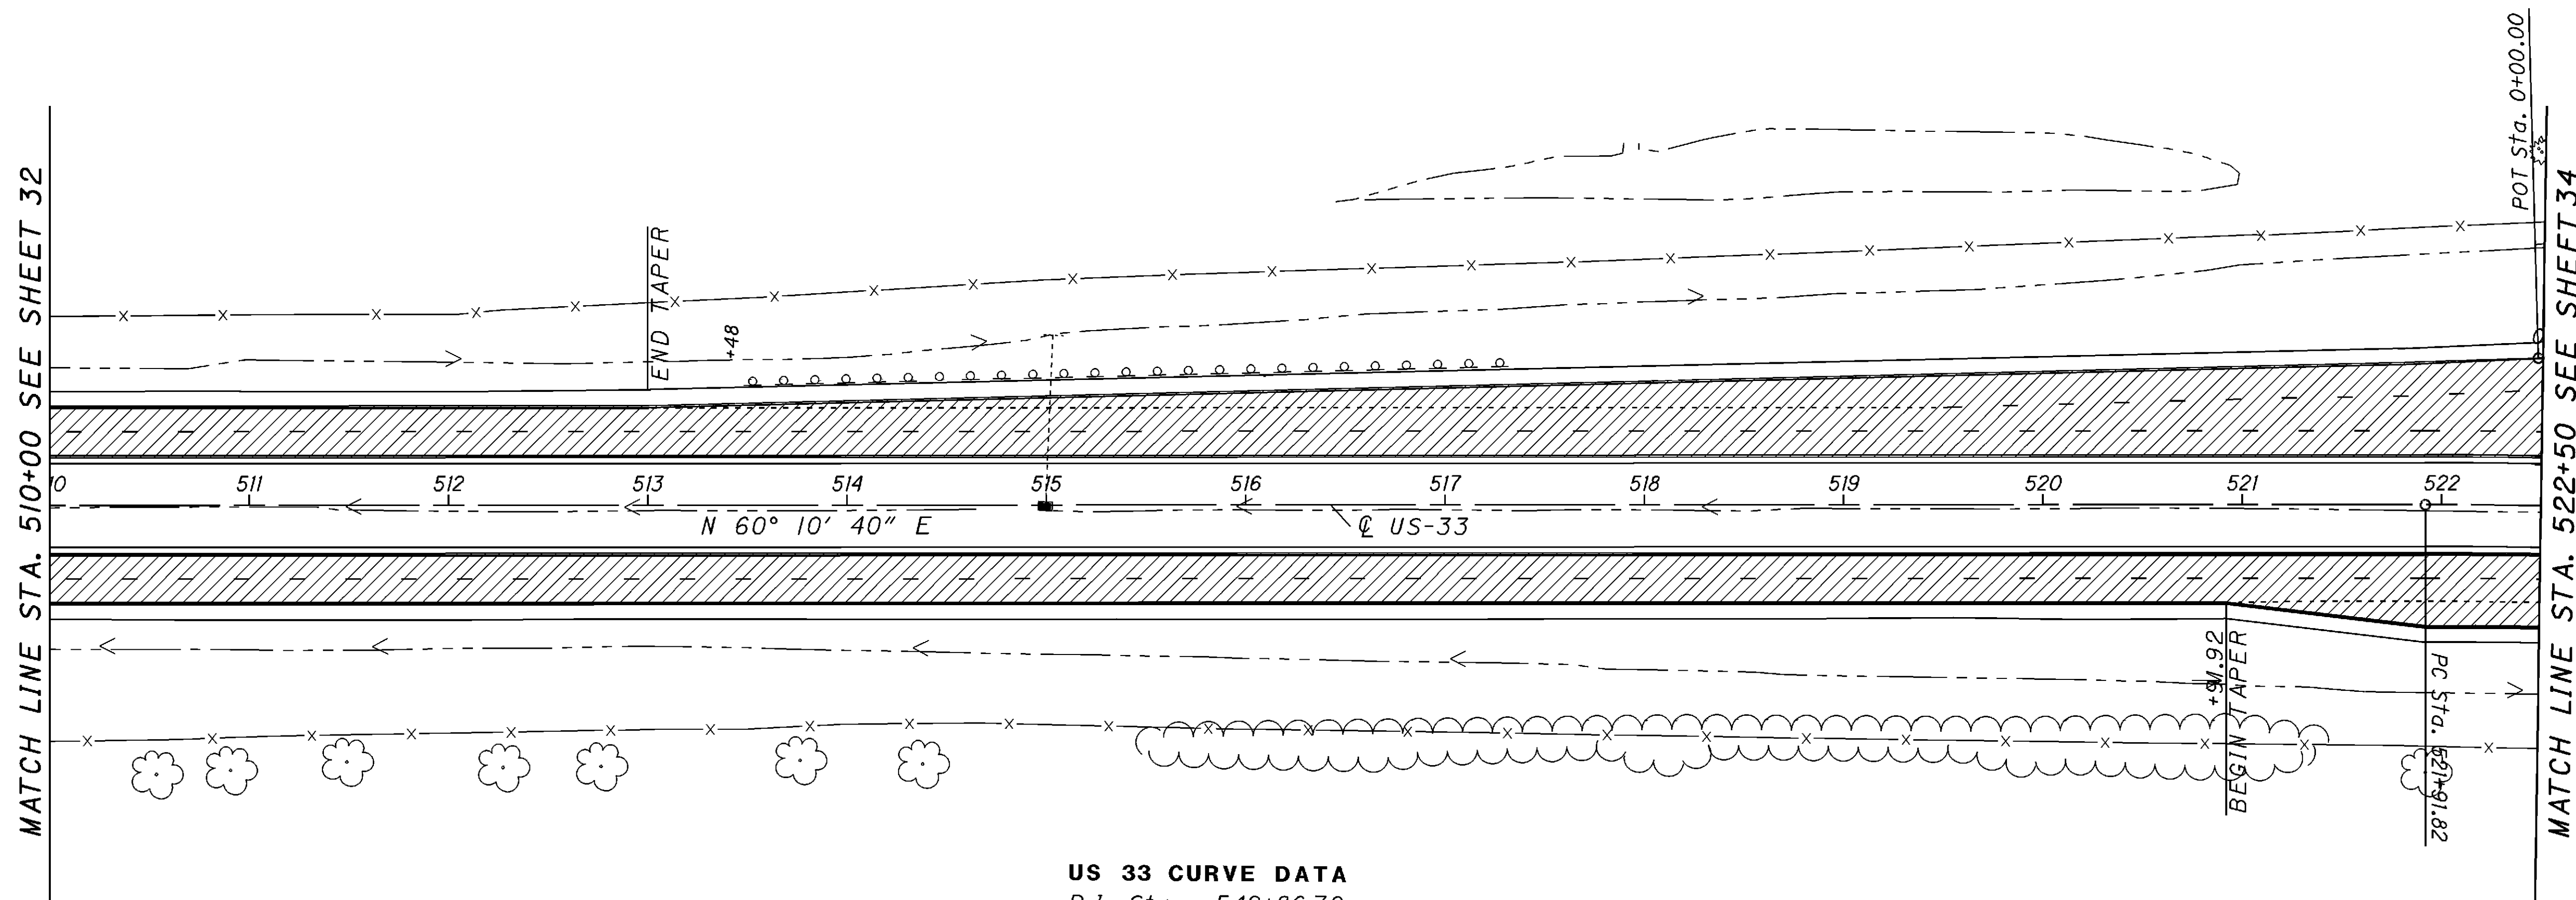 MATCH LINE STA. 510+00 SEE SHEET 32
END TAPER
+48
POT Sta. 0+00.00
MATCH LINE STA. 522+50 SEE SHEET 34
10 511 512 513 514 515 516 517 518 519 520 521 522
N 60° 10' 40" E
℄ US-33
BEGIN TAPER
PC Sta. 521+91.82
US 33 CURVE DATA